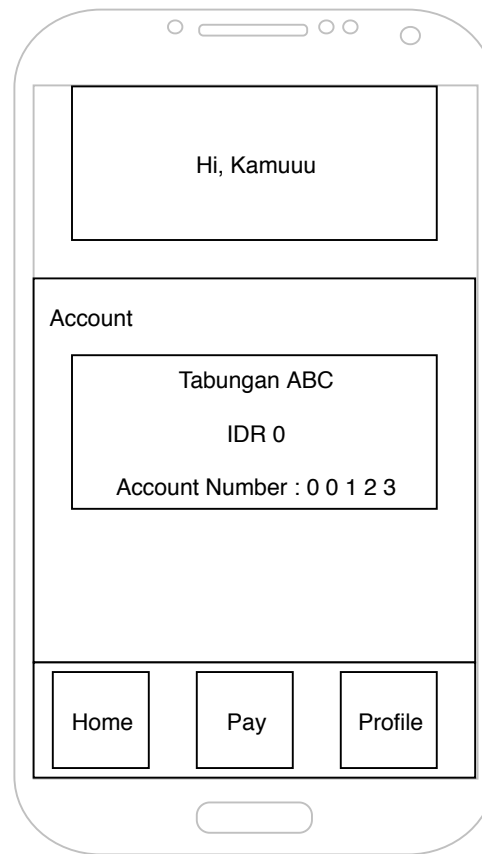 Hi, Kamuuu
Account
Tabungan ABC
IDR 0
Account Number : 0 0 1 2 3
Home
Pay
Profile